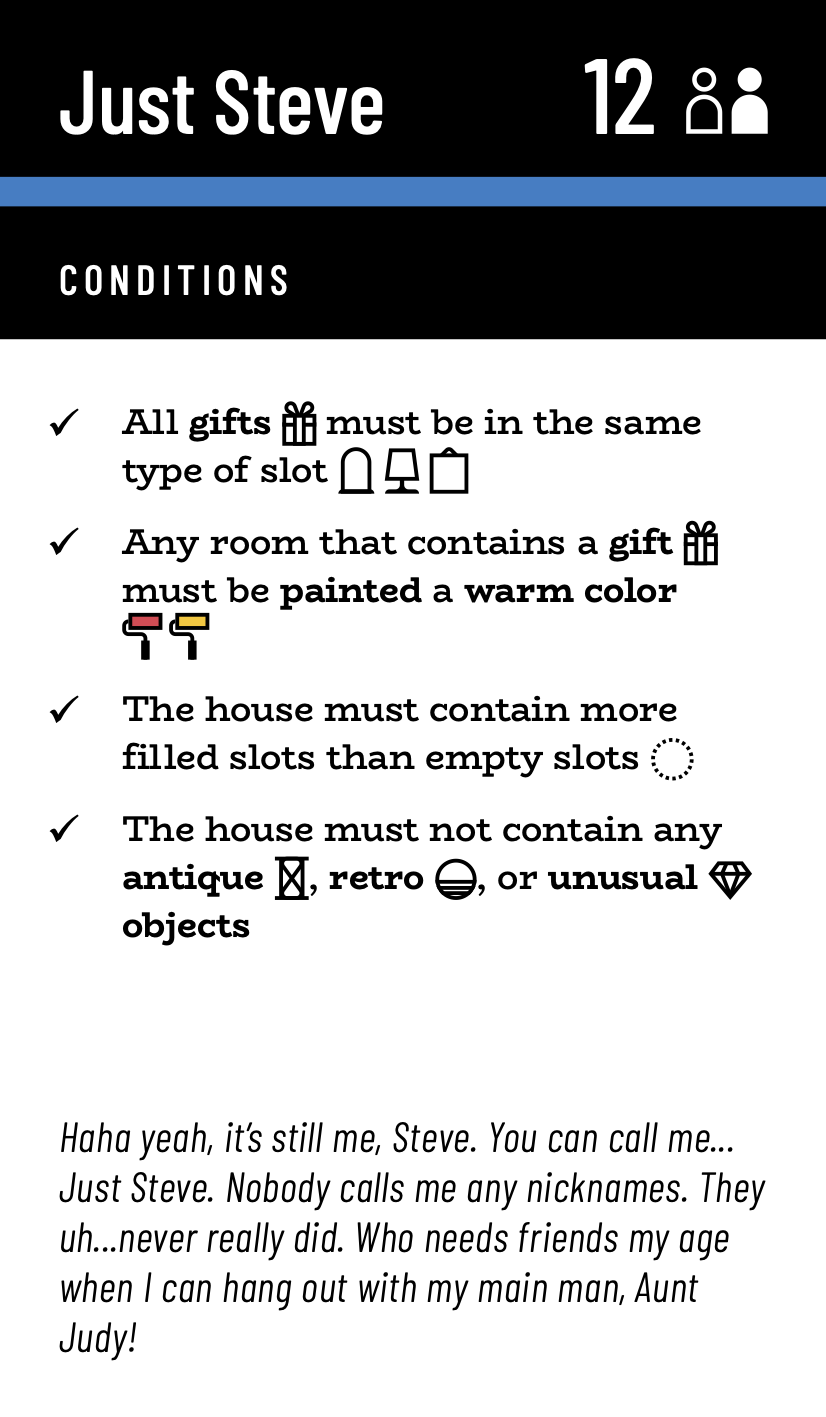 Just Steve 12
CONDITIONS
✓ All gifts must be in the same
type of slot
✓ Any room that contains a gift
must be painted a warm color
✓ The house must contain more
filled slots than empty slots
✓ The house must not contain any
antique , retro , or unusual
objects
Haha yeah, it's still me, Steve. You can call me...
Just Steve. Nobody calls me any nicknames. They
uh...never really did. Who needs friends my age
when I can hang out with my main man, Aunt
Judy!